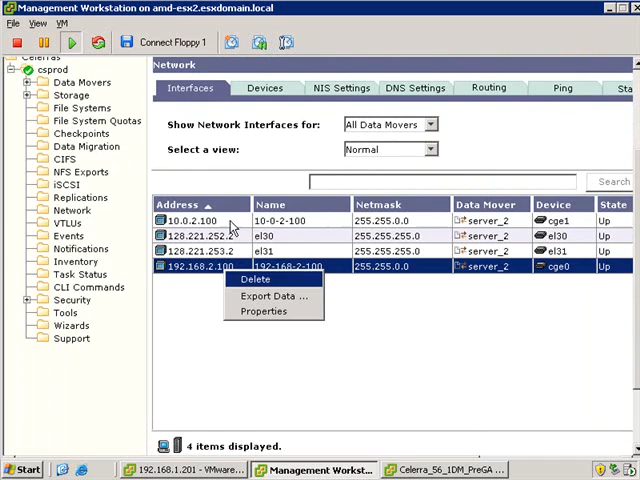 Management Workstation on amd-esx2.esxdomain.local
File View VM
Connect Floppy 1
Celerras
csprod
Data Movers
Storage
File Systems
File System Quotas
Checkpoints
Data Migration
CIFS
NFS Exports
iSCSI
Replications
Network
VTLUs
Events
Notifications
Inventory
Task Status
CLI Commands
Security
Tools
Wizards
Support
Network
Interfaces Devices NIS Settings DNS Settings Routing Ping Sta
Show Network Interfaces for: All Data Movers
Select a view: Normal
Search
Address Name Netmask Data Mover Device State
10.0.2.100 10-0-2-100 255.255.0.0 server_2 cge1 Up
128.221.252.2 el30 255.255.255.0 server_2 el30 Up
128.221.253.2 el31 255.255.255.0 server_2 el31 Up
192.168.2.100 192-168-2-100 255.255.0.0 server_2 cge0 Up
Delete
Export Data ...
Properties
4 items displayed.
Start 192.168.1.201 - VMware... Management Workst... Celerra_56_1DM_PreGA ...